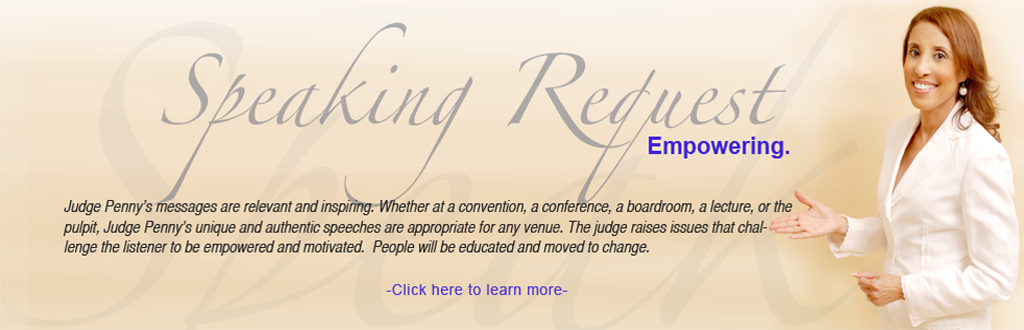 Speaking Request
Empowering.
Judge Penny's messages are relevant and inspiring. Whether at a convention, a conference, a boardroom, a lecture, or the
pulpit, Judge Penny's unique and authentic speeches are appropriate for any venue. The judge raises issues that chal-
lenge the listener to be empowered and motivated.  People will be educated and moved to change.
-Click here to learn more-
Speak